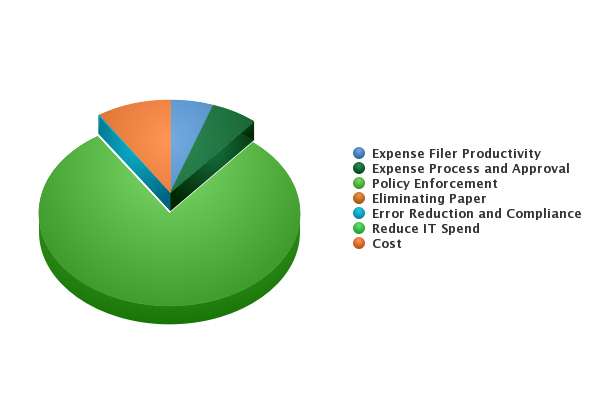 Expense Filer Productivity
Expense Process and Approval
Policy Enforcement
Eliminating Paper
Error Reduction and Compliance
Reduce IT Spend
Cost